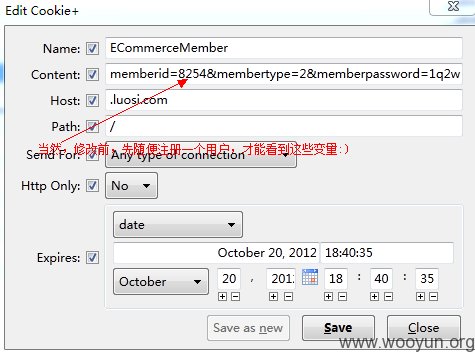 Edit Cookie+
Name: ECommerceMember
Content: memberid=8254&membertype=2&memberpassword=1q2w
Host: .luosi.com
Path: /
当然，修改前，先随便注册一个用户，才能看到这些变量:)
Send For: Any type of connection
Http Only: No
date
Expires: October 20, 2012 18:40:35
October 20 , 2012 18 : 40 : 35
Save as new Save Close
www.wooyun.org